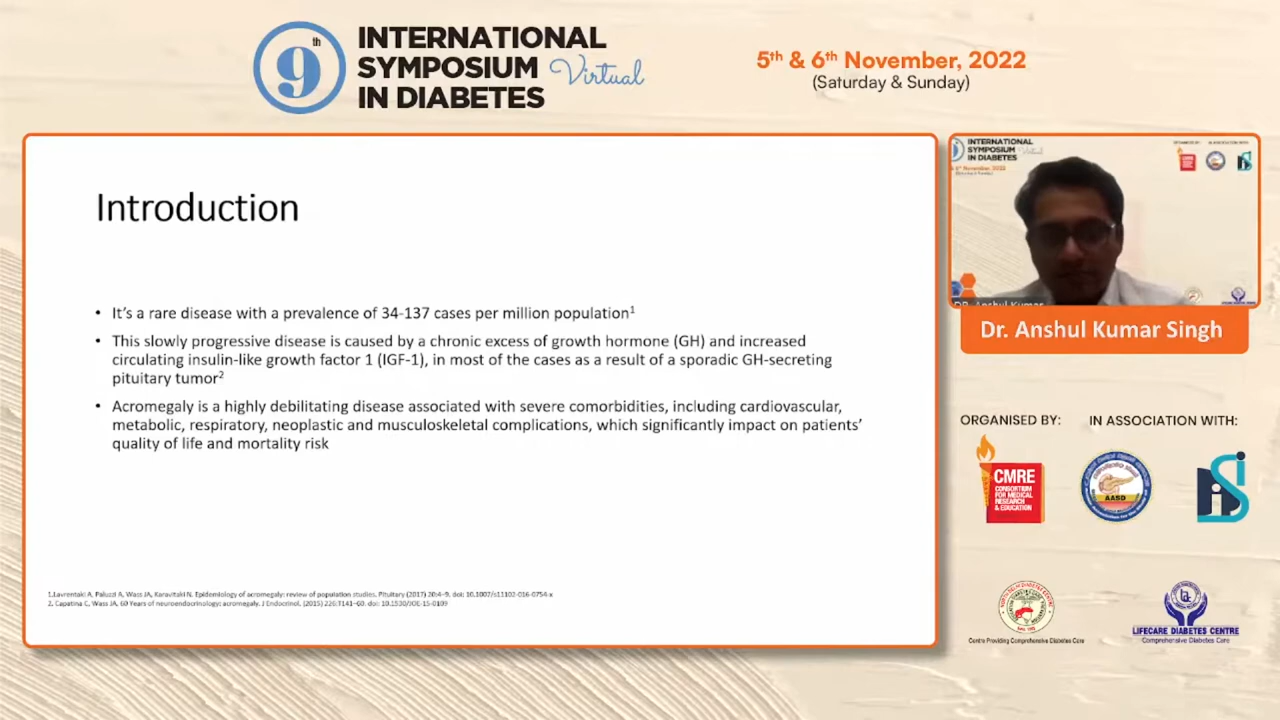 9th
INTERNATIONAL
SYMPOSIUM Virtual
IN DIABETES
5th & 6th November, 2022
(Saturday & Sunday)
Introduction
• It's a rare disease with a prevalence of 34-137 cases per million population1
• This slowly progressive disease is caused by a chronic excess of growth hormone (GH) and increased
circulating insulin-like growth factor 1 (IGF-1), in most of the cases as a result of a sporadic GH-secreting
pituitary tumor2
• Acromegaly is a highly debilitating disease associated with severe comorbidities, including cardiovascular,
metabolic, respiratory, neoplastic and musculoskeletal complications, which significantly impact on patients'
quality of life and mortality risk
1.Lavrentaki A, Paluzzi A, Wass JA, Karavitaki N. Epidemiology of acromegaly: review of population studies. Pituitary (2017) 20:4–9. doi: 10.1007/s11102-016-0754-x
2. Capatina C, Wass JA, 60 Years of neuroendocrinology: acromegaly. J Endocrinol. (2015) 226:T141–60. doi: 10.1530/JOE-15-0109
INTERNATIONAL
SYMPOSIUM
IN DIABETES
DR. Anshul Kumar
Dr. Anshul Kumar Singh
ORGANISED BY:
IN ASSOCIATION WITH:
CMRE
CONSORTIUM
FOR MEDICAL
RESEARCH
& EDUCATION
AASD
Centre Providing Comprehensive Diabetes Care
LIFECARE DIABETES CENTRE
Comprehensive Diabetes Care